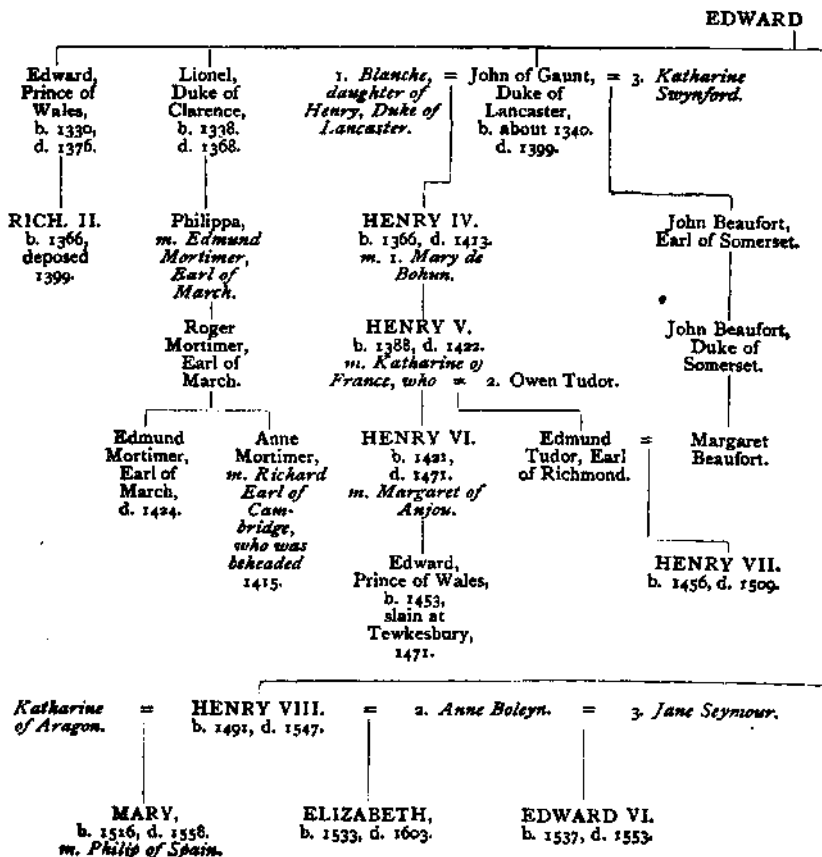 EDWARD
Edward,
Prince of
Wales,
b. 1330,
d. 1376.
Lionel,
Duke of
Clarence,
b. 1338.
d. 1368.
1. Blanche,
daughter of
Henry, Duke of
Lancaster.
=
John of Gaunt,
Duke of
Lancaster,
b. about 1340.
d. 1399.
= 3. Katharine
Swynford.
RICH. II.
b. 1366,
deposed
1399.
Philippa,
m. Edmund
Mortimer,
Earl of
March.
HENRY IV.
b. 1366, d. 1413.
m. 1. Mary de
Bohun.
John Beaufort,
Earl of Somerset.
Roger
Mortimer,
Earl of
March.
HENRY V.
b. 1388, d. 1422.
m. Katharine of
France, who = 2. Owen Tudor.
John Beaufort,
Duke of
Somerset.
Edmund
Mortimer,
Earl of
March,
d. 1424.
Anne
Mortimer,
m. Richard
Earl of
Cam-
bridge,
who was
beheaded
1415.
HENRY VI.
b. 1421,
d. 1471.
m. Margaret of
Anjou.
Edmund
Tudor, Earl
of Richmond.
=
Margaret
Beaufort.
Edward,
Prince of Wales,
b. 1453,
slain at
Tewkesbury,
1471.
HENRY VII.
b. 1456, d. 1509.
Katharine
of Aragon.
=
HENRY VIII.
b. 1491, d. 1547.
= 2. Anne Boleyn. = 3. Jane Seymour.
MARY,
b. 1516, d. 1558.
m. Philip of Spain.
ELIZABETH,
b. 1533, d. 1603.
EDWARD VI.
b. 1537, d. 1553.